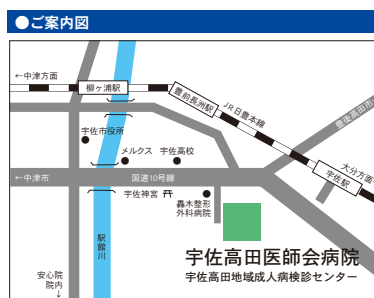 ●ご案内図
←中津方面
柳ヶ浦駅
豊前長洲駅
JR日豊本線
豊後高田市
宇佐市役所
メルクス
宇佐高校
大分方面
宇佐駅
←中津市
国道10号線
宇佐神宮
轟木整形
外科病院
駅館川
宇佐高田医師会病院
宇佐高田地域成人病検診センター
安心院
院内
↓